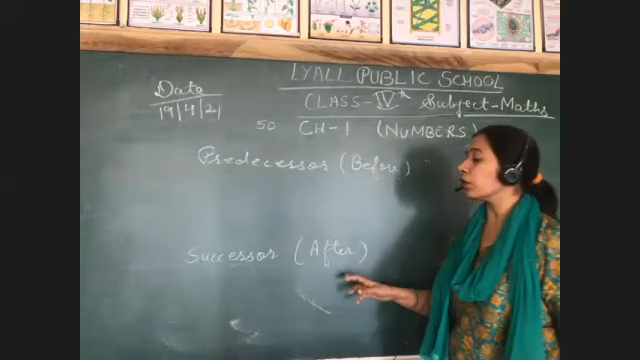 LYALL PUBLIC SCHOOL
Date
CLASS-IVth Subject-Maths
19/4/21
50 CH-1 (NUMBERS)
Predecessor (Before)
Successor (After)